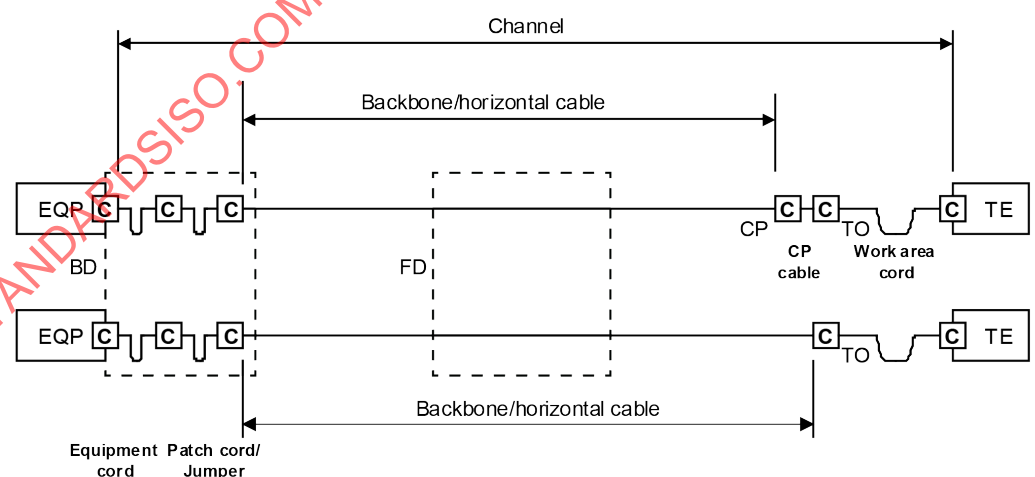 Channel
Backbone/horizontal cable
EQP C C C C C C TE
CP TO
BD FD CP cable Work area cord
EQP C C C C C TE
TO
Backbone/horizontal cable
Equipment cord Patch cord/ Jumper
ANDARDSISO.COM